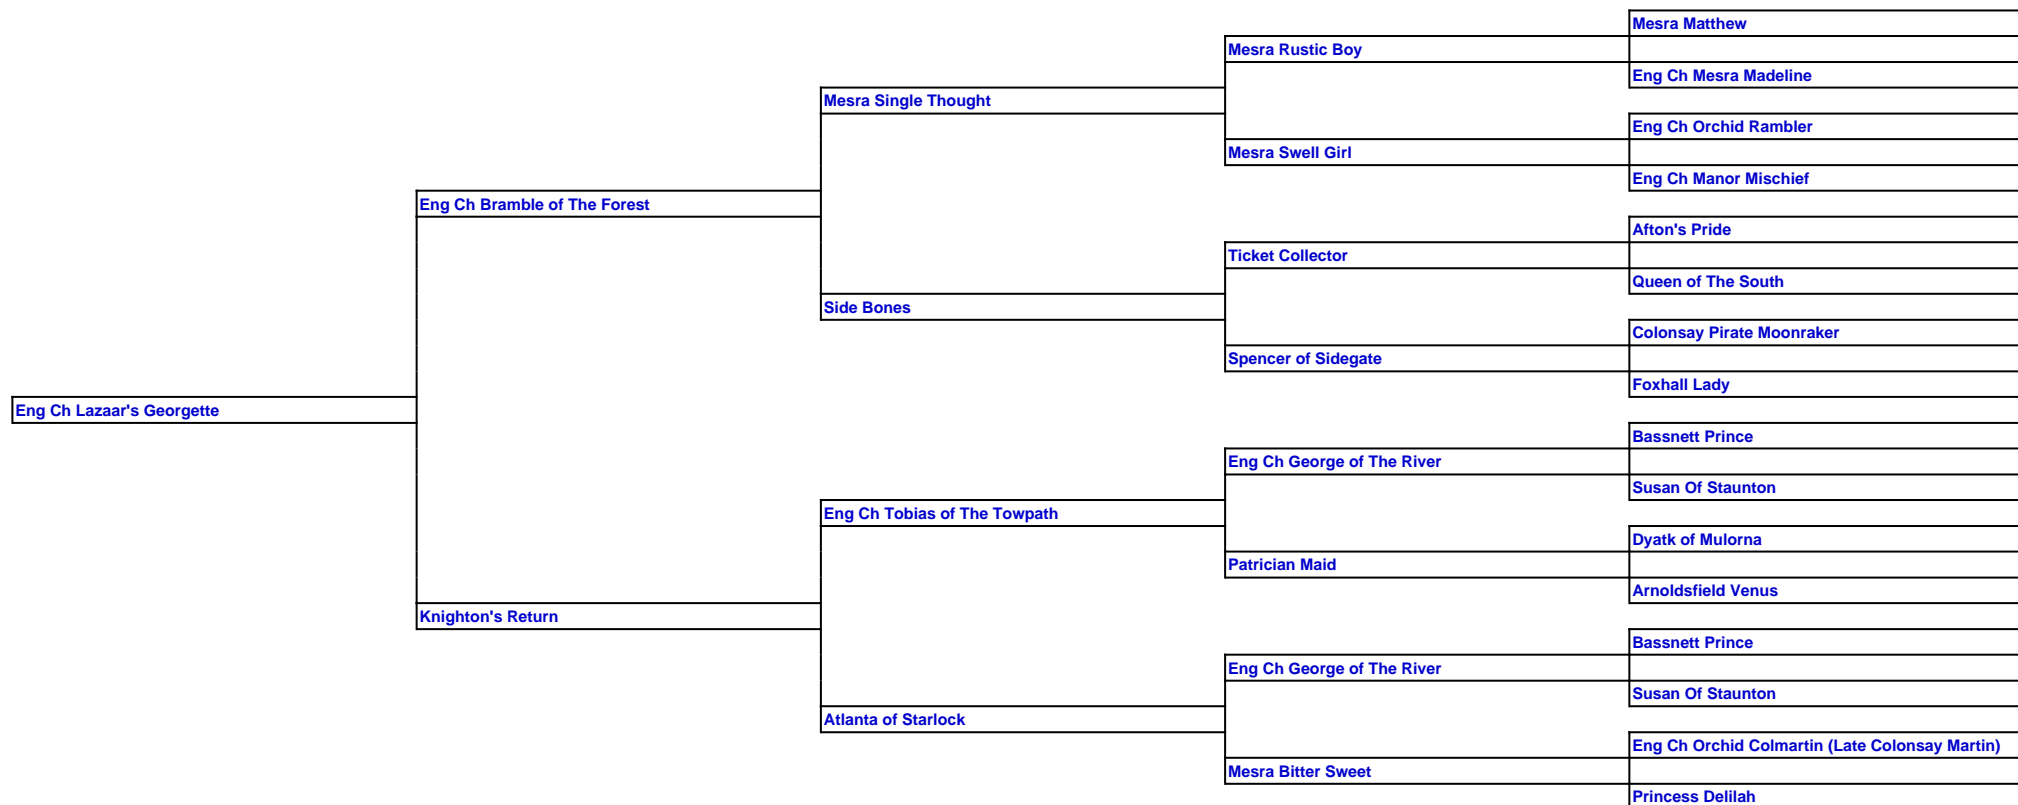 Mesra Matthew
Mesra Rustic Boy
Eng Ch Mesra Madeline
Mesra Single Thought
Eng Ch Orchid Rambler
Mesra Swell Girl
Eng Ch Manor Mischief
Eng Ch Bramble of The Forest
Afton's Pride
Ticket Collector
Queen of The South
Side Bones
Colonsay Pirate Moonraker
Spencer of Sidegate
Foxhall Lady
Eng Ch Lazaar's Georgette
Bassnett Prince
Eng Ch George of The River
Susan Of Staunton
Eng Ch Tobias of The Towpath
Dyatk of Mulorna
Patrician Maid
Arnoldsfield Venus
Knighton's Return
Bassnett Prince
Eng Ch George of The River
Susan Of Staunton
Atlanta of Starlock
Eng Ch Orchid Colmartin (Late Colonsay Martin)
Mesra Bitter Sweet
Princess Delilah